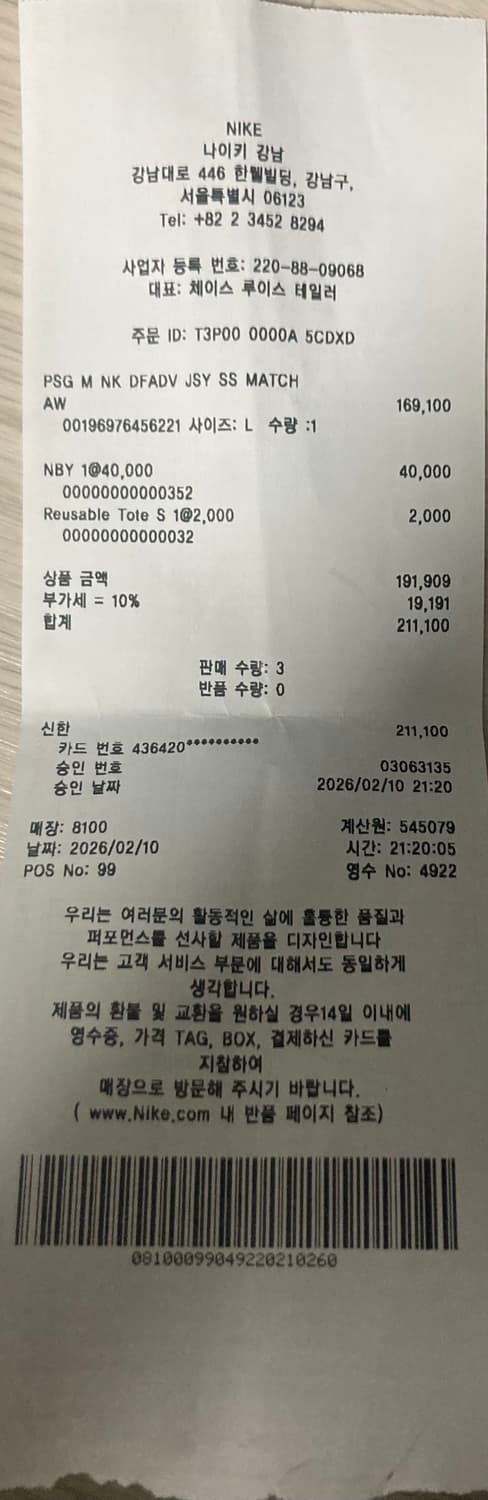 NIKE
나이키 강남
강남대로 446 한웰빌딩, 강남구,
서울특별시 06123
Tel: +82 2 3452 8294
사업자 등록 번호: 220-88-09068
대표: 체이스 루이스 테일러
주문 ID: T3P00 0000A 5CDXD
PSG M NK DFADV JSY SS MATCH
AW 169,100
00196976456221 사이즈: L 수량 :1
NBY 1@40,000 40,000
00000000000352
Reusable Tote S 1@2,000 2,000
00000000000032
상품 금액 191,909
부가세 = 10% 19,191
합계 211,100
판매 수량: 3
반품 수량: 0
신한 211,100
카드 번호 436420**********
승인 번호 03063135
승인 날짜 2026/02/10 21:20
매장: 8100 계산원: 545079
날짜: 2026/02/10 시간: 21:20:05
POS No: 99 영수 No: 4922
우리는 여러분의 활동적인 삶에 훌륭한 품질과
퍼포먼스를 선사할 제품을 디자인합니다
우리는 고객 서비스 부문에 대해서도 동일하게
생각합니다.
제품의 환불 및 교환을 원하실 경우14일 이내에
영수증, 가격 TAG, BOX, 결제하신 카드를
지참하여
매장으로 방문해 주시기 바랍니다.
( www.Nike.com 내 반품 페이지 참조)
08100099049220210260